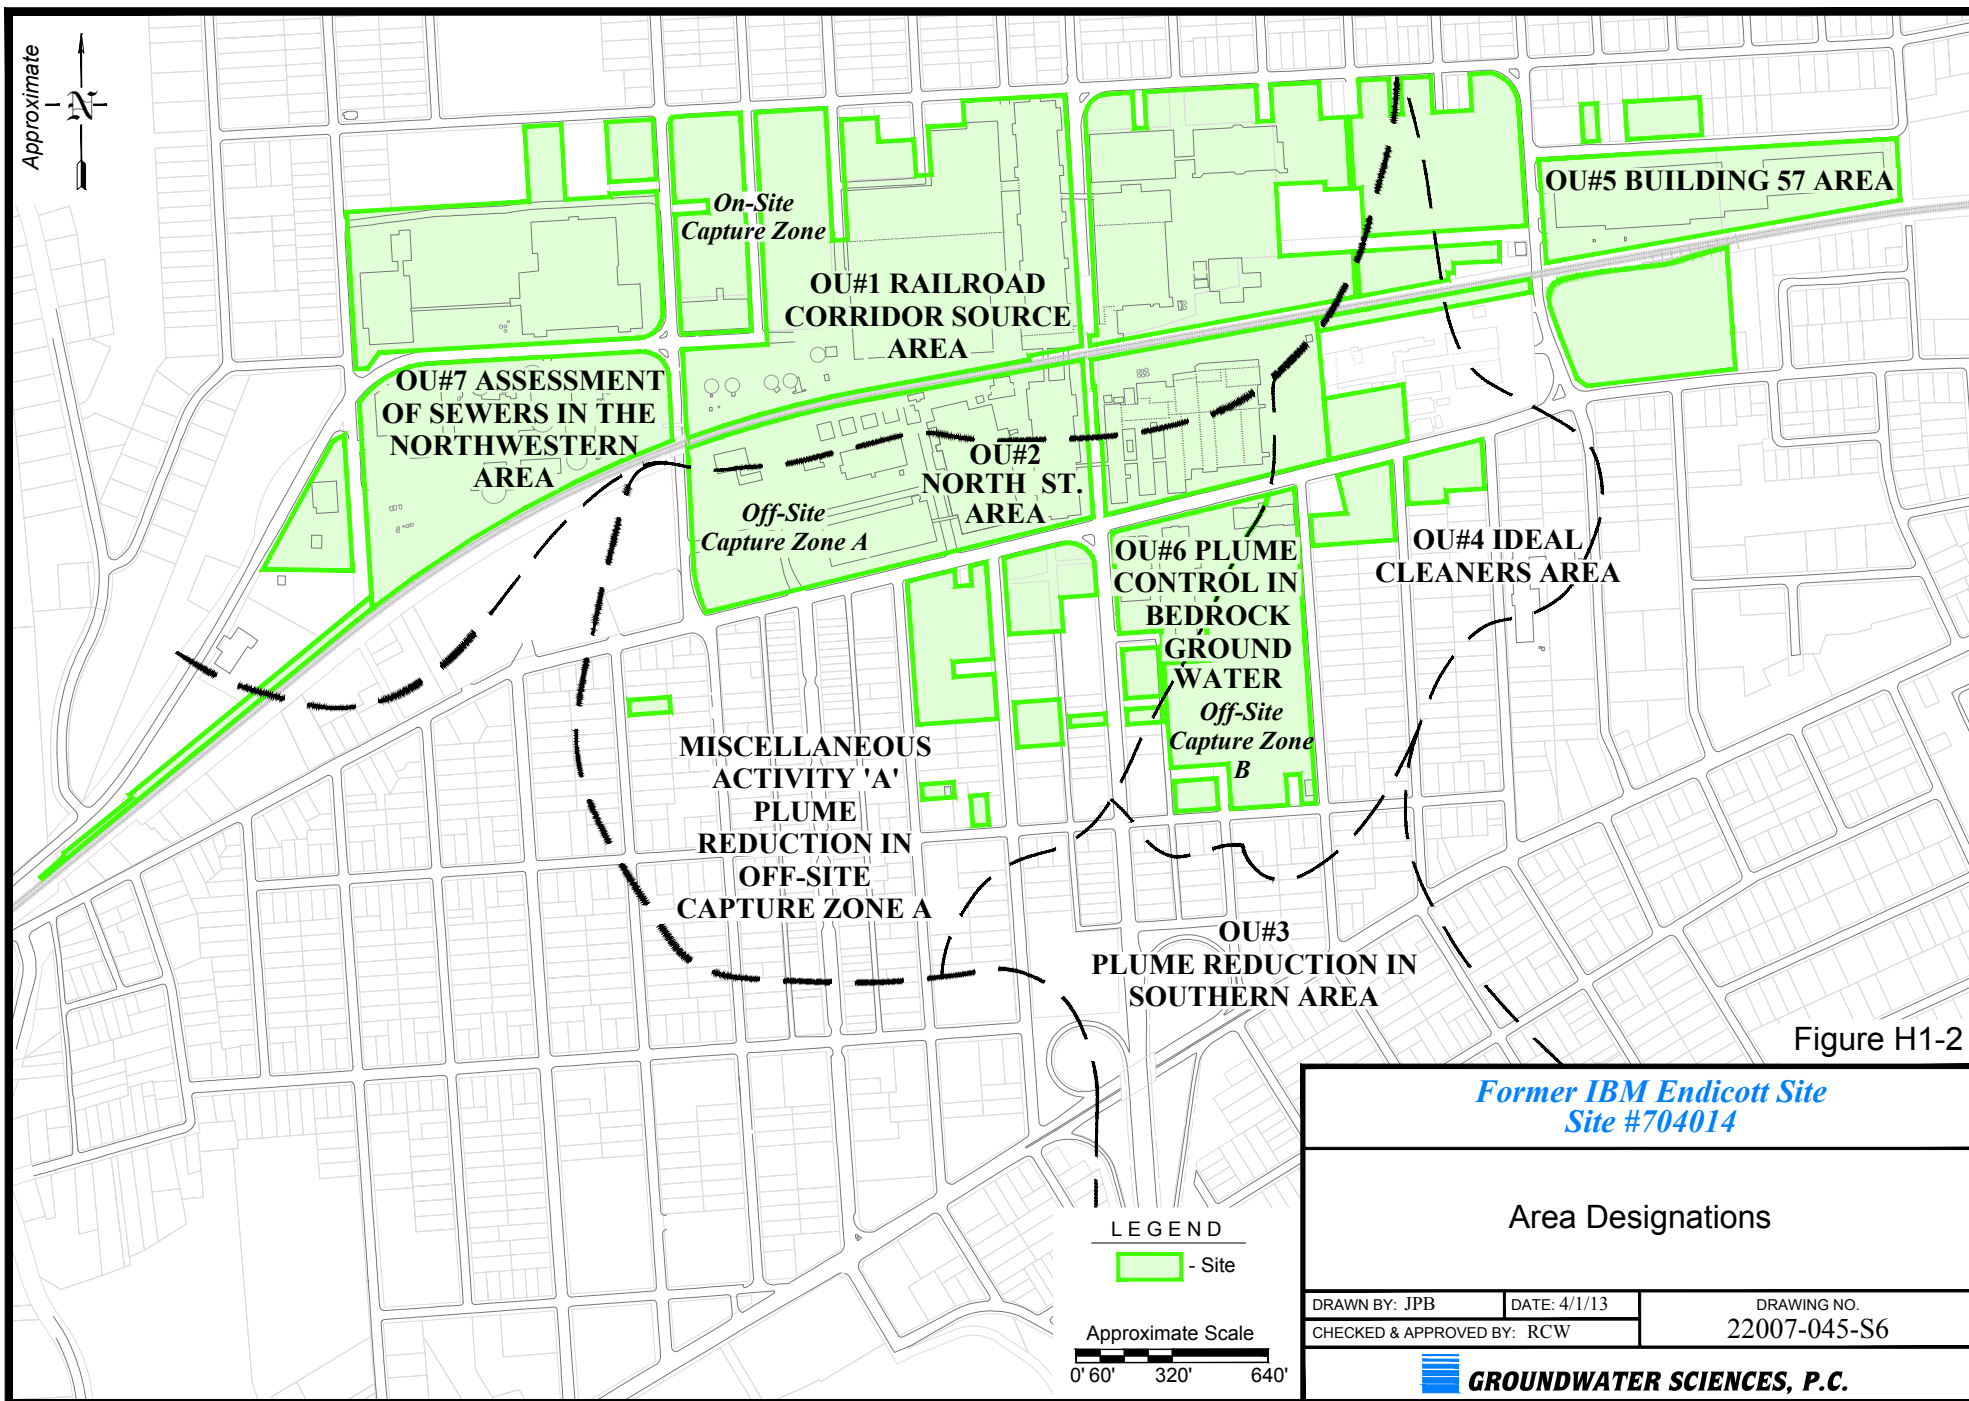 Approximate
N
On-Site
Capture Zone
OU#5 BUILDING 57 AREA
OU#1 RAILROAD
CORRIDOR SOURCE
AREA
OU#7 ASSESSMENT
OF SEWERS IN THE
NORTHWESTERN
AREA
OU#2
NORTH ST.
AREA
Off-Site
Capture Zone A
OU#6 PLUME
CONTROL IN
BEDROCK
GROUND
WATER
Off-Site
Capture Zone
B
OU#4 IDEAL
CLEANERS AREA
MISCELLANEOUS
ACTIVITY 'A'
PLUME
REDUCTION IN
OFF-SITE
CAPTURE ZONE A
OU#3
PLUME REDUCTION IN
SOUTHERN AREA
Figure H1-2
Former IBM Endicott Site
Site #704014
Area Designations
LEGEND
- Site
Approximate Scale
0' 60' 320' 640'
DRAWN BY: JPB
DATE: 4/1/13
DRAWING NO.
22007-045-S6
CHECKED & APPROVED BY: RCW
GROUNDWATER SCIENCES, P.C.